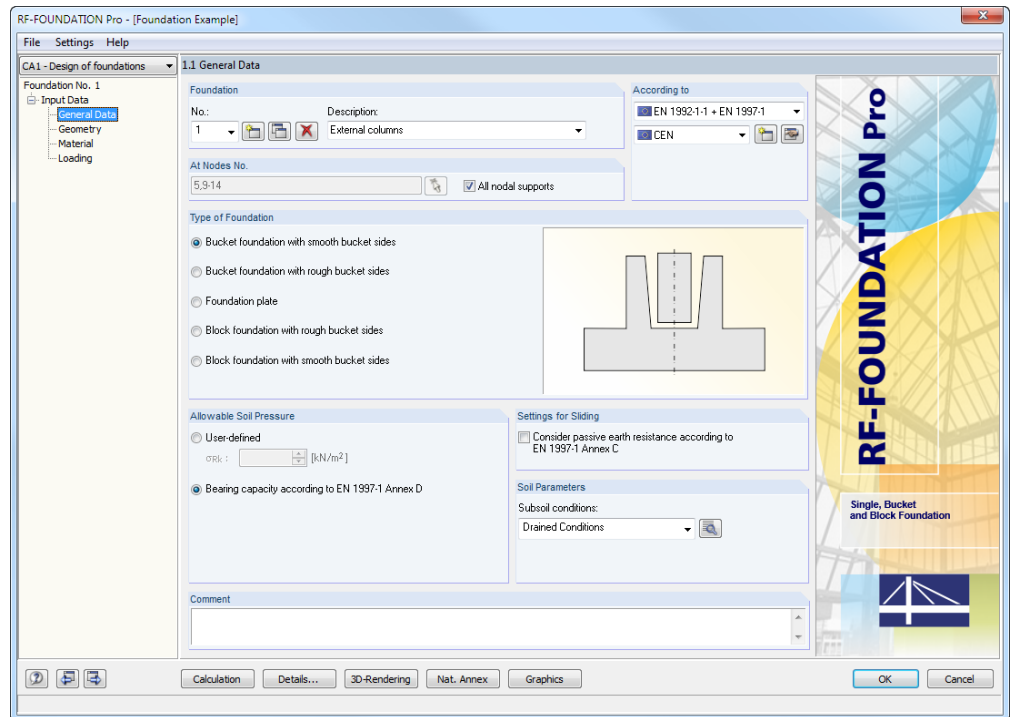 RF-FOUNDATION Pro - [Foundation Example]
File Settings Help
CA1 - Design of foundations
1.1 General Data
Foundation No. 1
Input Data
General Data
Geometry
Material
Loading
Foundation
No.:
Description:
1
External columns
According to
EN 1992-1-1 + EN 1997-1
CEN
At Nodes No.
5,9-14
All nodal supports
Type of Foundation
Bucket foundation with smooth bucket sides
Bucket foundation with rough bucket sides
Foundation plate
Block foundation with rough bucket sides
Block foundation with smooth bucket sides
Allowable Soil Pressure
User-defined
σRk : [kN/m²]
Bearing capacity according to EN 1997-1 Annex D
Settings for Sliding
Consider passive earth resistance according to
EN 1997-1 Annex C
Soil Parameters
Subsoil conditions:
Drained Conditions
Comment
RF-FOUNDATION Pro
Single, Bucket
and Block Foundation
Calculation Details... 3D-Rendering Nat. Annex Graphics OK Cancel